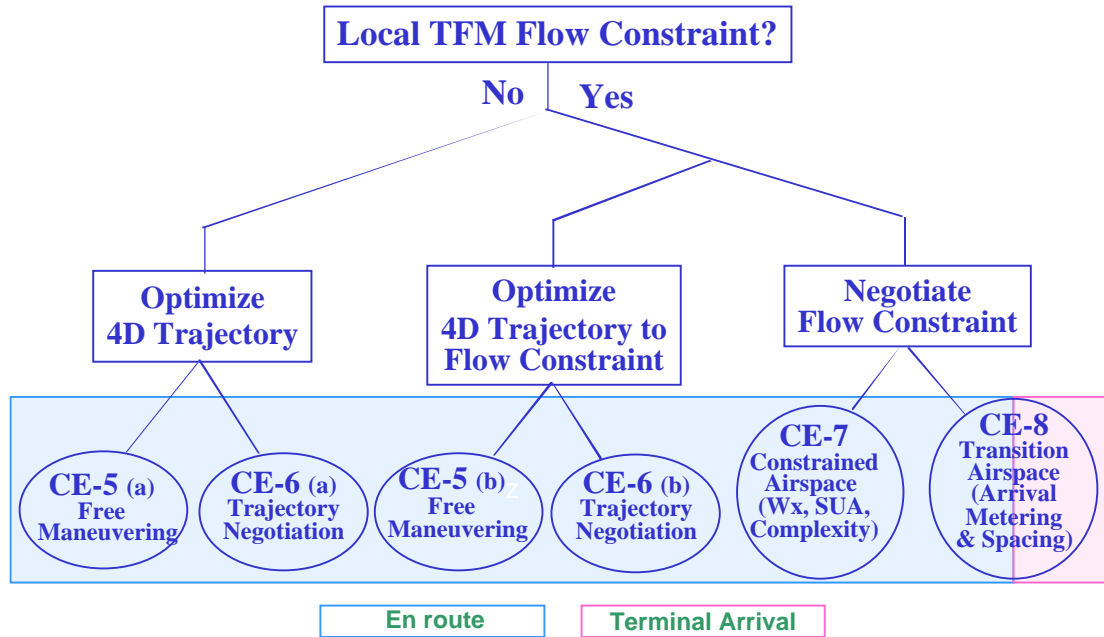 Local TFM Flow Constraint?
No
Yes
Optimize
4D Trajectory
Optimize
4D Trajectory to
Flow Constraint
Negotiate
Flow Constraint
CE-5 (a)
Free
Maneuvering
CE-6 (a)
Trajectory
Negotiation
CE-5 (b)
Free
Maneuvering
z
CE-6 (b)
Trajectory
Negotiation
CE-7
Constrained
Airspace
(Wx, SUA,
Complexity)
CE-8
Transition
Airspace
(Arrival
Metering
& Spacing)
En route
Terminal Arrival